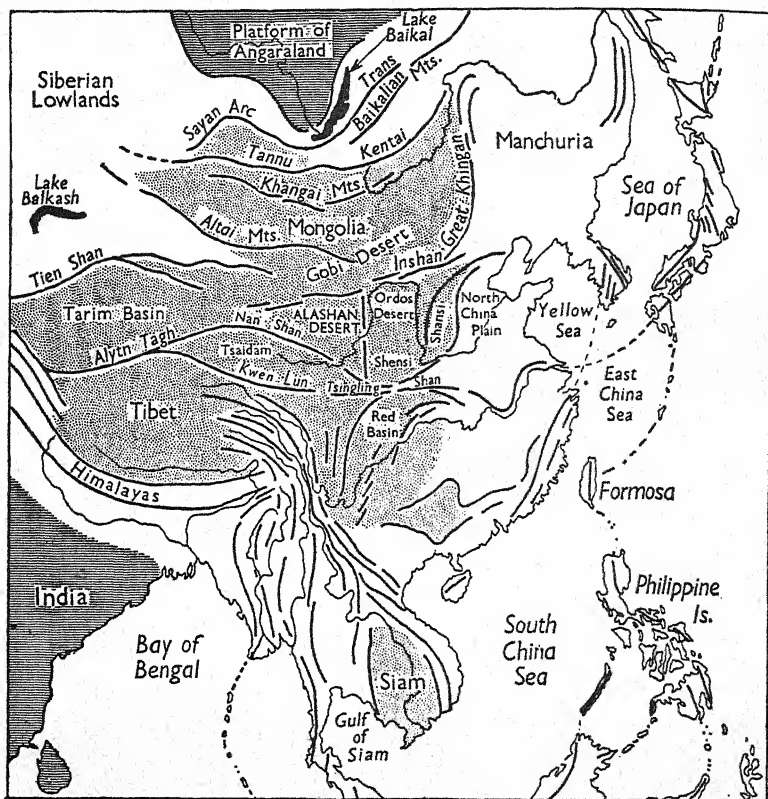 Platform of
Angaraland
Lake
Baikal
Siberian
Lowlands
Sayan Arc
Trans
Baikalian Mts.
Tannu
Kentai
Manchuria
Khangai Mts.
Great Khingan
Lake
Balkash
Sea of
Japan
Altai Mts.
Mongolia
Gobi Desert
Inshan
Tien Shan
Tarim Basin
Nan Shan
ALASHAN
DESERT
Ordos
Desert
Shansi
North
China
Plain
Yellow
Sea
Alytn Tagh
Tsaidam
Shensi
Kwen Lun
Tsingling Shan
East
China
Sea
Tibet
Red
Basin
Himalayas
Formosa
India
Philippine
Is.
Bay of
Bengal
South
China
Sea
Siam
Gulf
of
Siam